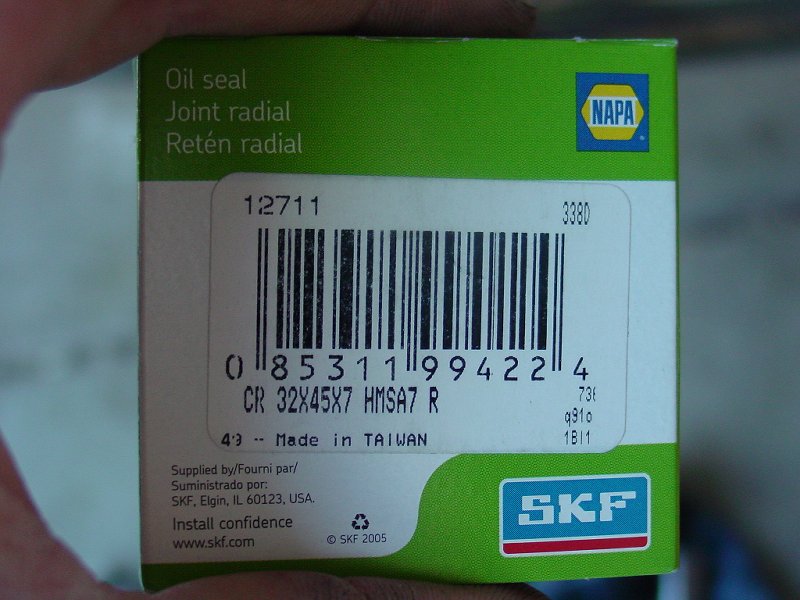 Oil seal
Joint radial
Retén radial
NAPA
12711
338D
0 85311 99422 4
CR 32X45X7 HMSA7 R
q91o
1BI1
-- Made in TAIWAN
Supplied by/Fourni par/
Suministrado por:
SKF, Elgin, IL 60123, USA.
Install confidence
www.skf.com
© SKF 2005
SKF